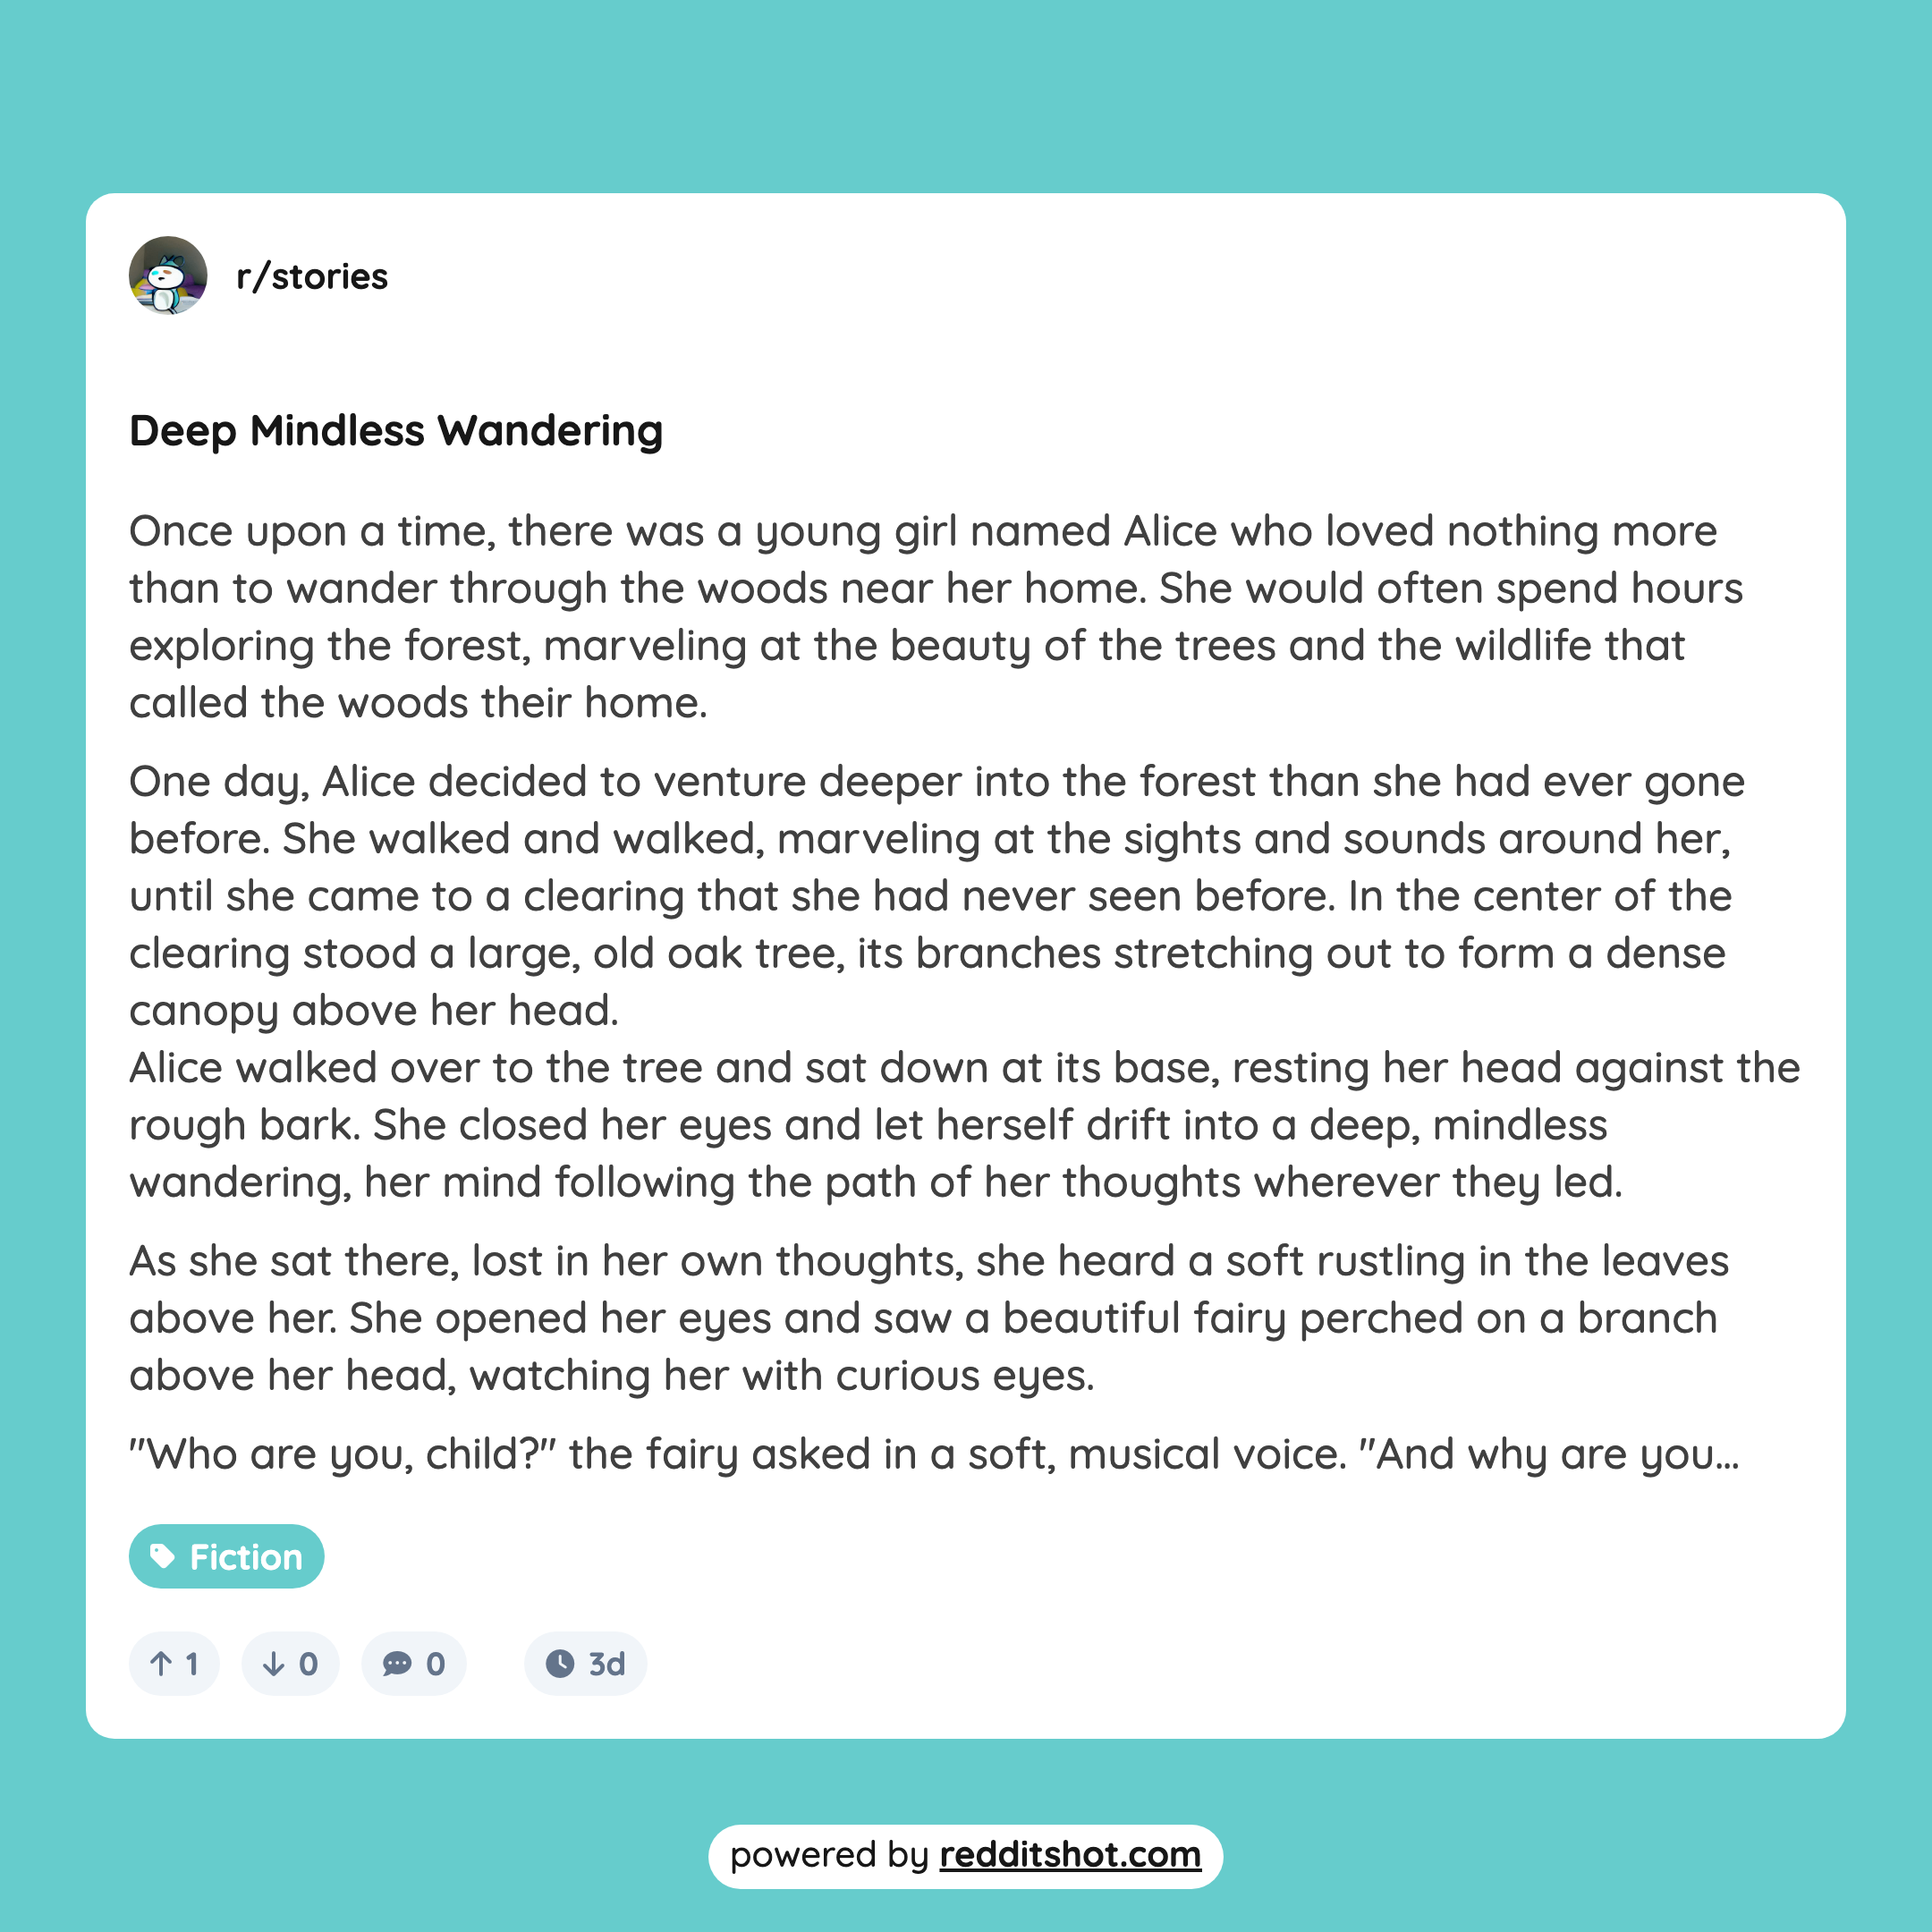 r/stories
Deep Mindless Wandering
Once upon a time, there was a young girl named Alice who loved nothing more
than to wander through the woods near her home. She would often spend hours
exploring the forest, marveling at the beauty of the trees and the wildlife that
called the woods their home.
One day, Alice decided to venture deeper into the forest than she had ever gone
before. She walked and walked, marveling at the sights and sounds around her,
until she came to a clearing that she had never seen before. In the center of the
clearing stood a large, old oak tree, its branches stretching out to form a dense
canopy above her head.
Alice walked over to the tree and sat down at its base, resting her head against the
rough bark. She closed her eyes and let herself drift into a deep, mindless
wandering, her mind following the path of her thoughts wherever they led.
As she sat there, lost in her own thoughts, she heard a soft rustling in the leaves
above her. She opened her eyes and saw a beautiful fairy perched on a branch
above her head, watching her with curious eyes.
"Who are you, child?" the fairy asked in a soft, musical voice. "And why are you...
Fiction
1 0 0 3d
powered by redditshot.com